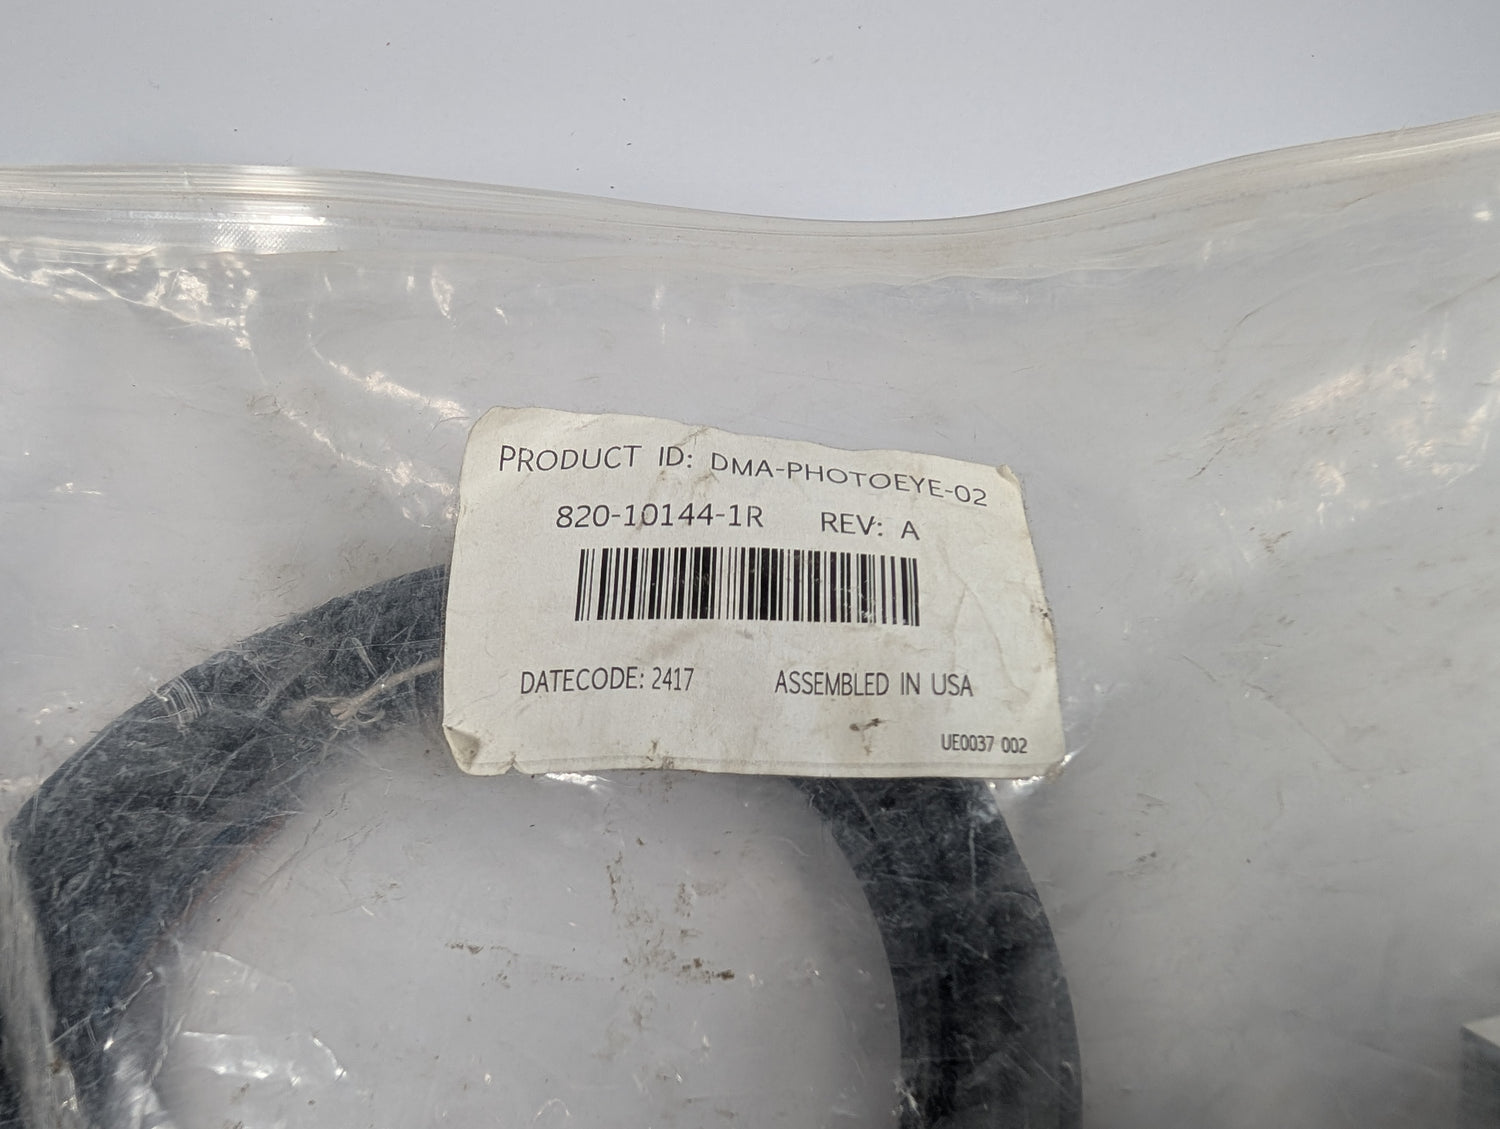 PRODUCT ID: DMA-PHOTOEYE-02
820-10144-1R REV: A
DATECODE: 2417 ASSEMBLED IN USA
UE0037 002